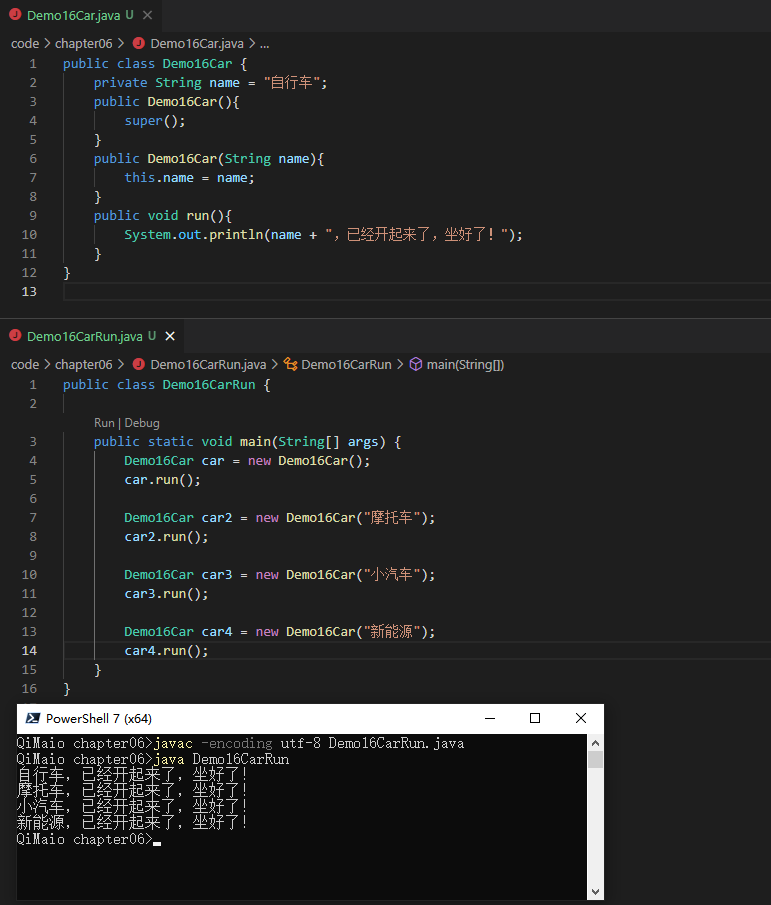 Demo16Car.java U
code > chapter06 > Demo16Car.java > ...
1 public class Demo16Car {
2 private String name = "自行车";
3 public Demo16Car(){
4 super();
5 }
6 public Demo16Car(String name){
7 this.name = name;
8 }
9 public void run(){
10 System.out.println(name + "，已经开起来了，坐好了！");
11 }
12 }
13
Demo16CarRun.java U
code > chapter06 > Demo16CarRun.java > Demo16CarRun > main(String[])
1 public class Demo16CarRun {
2
Run | Debug
3 public static void main(String[] args) {
4 Demo16Car car = new Demo16Car();
5 car.run();
6
7 Demo16Car car2 = new Demo16Car("摩托车");
8 car2.run();
9
10 Demo16Car car3 = new Demo16Car("小汽车");
11 car3.run();
12
13 Demo16Car car4 = new Demo16Car("新能源");
14 car4.run();
15 }
16 }
PowerShell 7 (x64)
QiMaio chapter06>javac -encoding utf-8 Demo16CarRun.java
QiMaio chapter06>java Demo16CarRun
自行车，已经开起来了，坐好了！
摩托车，已经开起来了，坐好了！
小汽车，已经开起来了，坐好了！
新能源，已经开起来了，坐好了！
QiMaio chapter06>